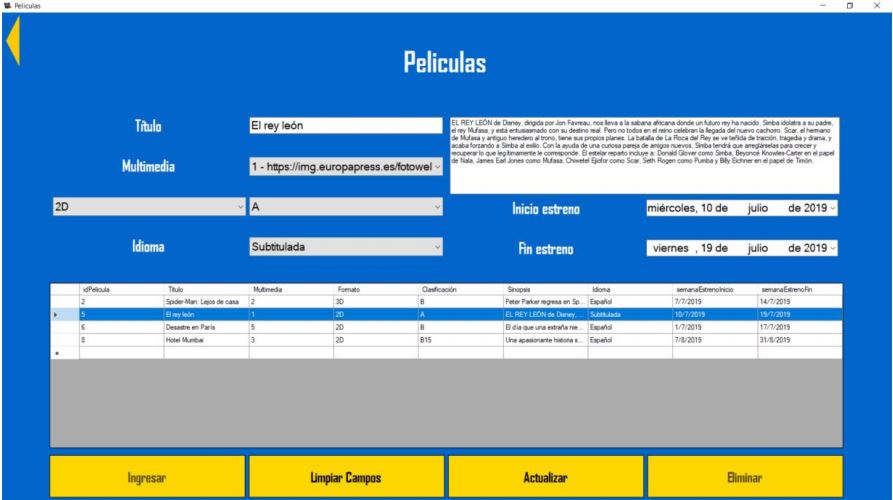 Peliculas
Peliculas
Título
El rey león
EL REY LEÓN de Disney, dirigida por Jon Favreau, nos lleva a la sabana africana donde un futuro rey ha nacido. Simba idolatra a su padre,
el rey Mufasa, y está entusiasmado con su destino real. Pero no todos en el reino celebran la llegada del nuevo cachorro. Scar, el hermano
de Mufasa y antiguo heredero al trono, tiene sus propios planes. La batalla de La Roca del Rey se ve teñida de traición, tragedia y drama, y
acaba forzando a Simba al exilio. Con la ayuda de una curiosa pareja de amigos nuevos, Simba tendrá que arreglárselas para crecer y
recuperar lo que legítimamente le corresponde. El estelar reparto incluye a: Donald Glover como Simba, Beyoncé Knowles-Carter en el papel
de Nala, James Earl Jones como Mufasa, Chiwetel Ejiofor como Scar, Seth Rogen como Pumba y Billy Eichner en el papel de Timón.
Multimedia
1 - https://img.europapress.es/fotowel
2D
A
Inicio estreno
miércoles, 10 de julio de 2019
Idioma
Subtitulada
Fin estreno
viernes , 19 de julio de 2019
idPelicula Titulo Multimedia Formato Clasificación Sinopsis Idioma semanaEstrenoInicio semanaEstrenoFin
2 Spider-Man: Lejos de casa 2 3D B Peter Parker regresa en Sp... Español 7/7/2019 14/7/2019
5 El rey león 1 2D A EL REY LEÓN de Disney, ... Subtitulada 10/7/2019 19/7/2019
6 Desastre en París 5 2D B El día que una extraña nie... Español 1/7/2019 17/7/2019
8 Hotel Mumbai 3 2D B15 Una apasionante historia s... Español 7/8/2019 31/8/2019
Ingresar
Limpiar Campos
Actualizar
Eliminar